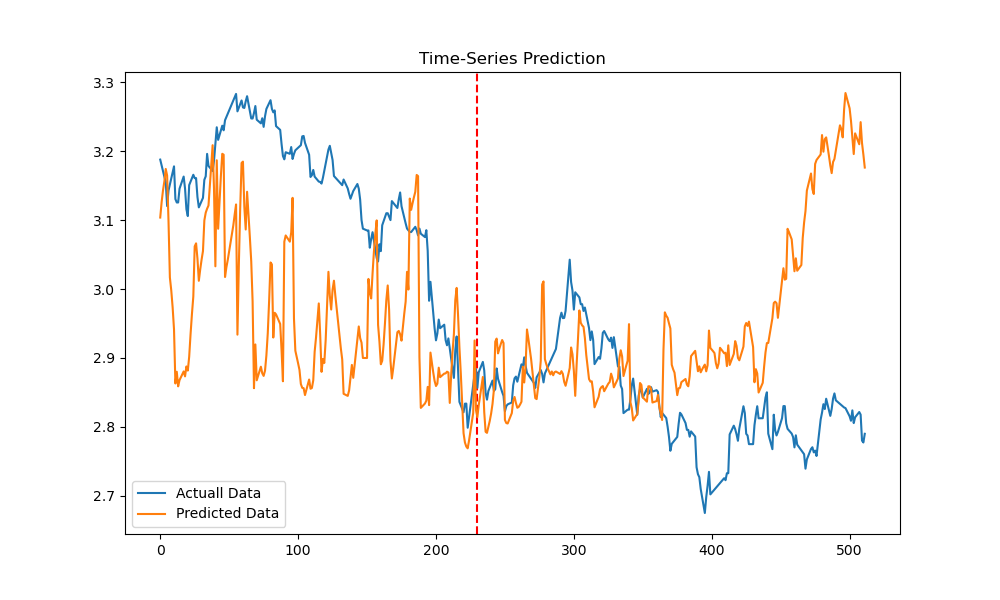 Time-Series Prediction
3.3
3.2
3.1
3.0
2.9
2.8
2.7
Actuall Data
Predicted Data
0 100 200 300 400 500